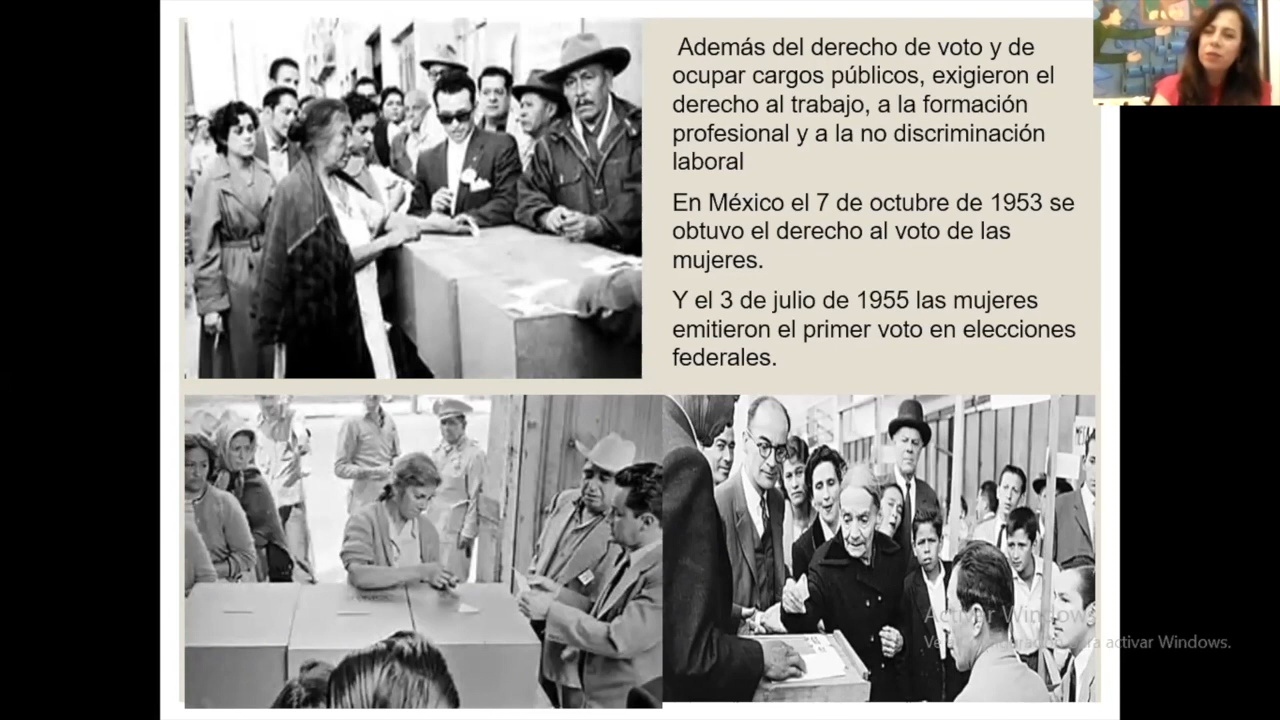 Además del derecho de voto y de
ocupar cargos públicos, exigieron el
derecho al trabajo, a la formación
profesional y a la no discriminación
laboral
En México el 7 de octubre de 1953 se
obtuvo el derecho al voto de las
mujeres.
Y el 3 de julio de 1955 las mujeres
emitieron el primer voto en elecciones
federales.
Activar Windows
activar Windows.